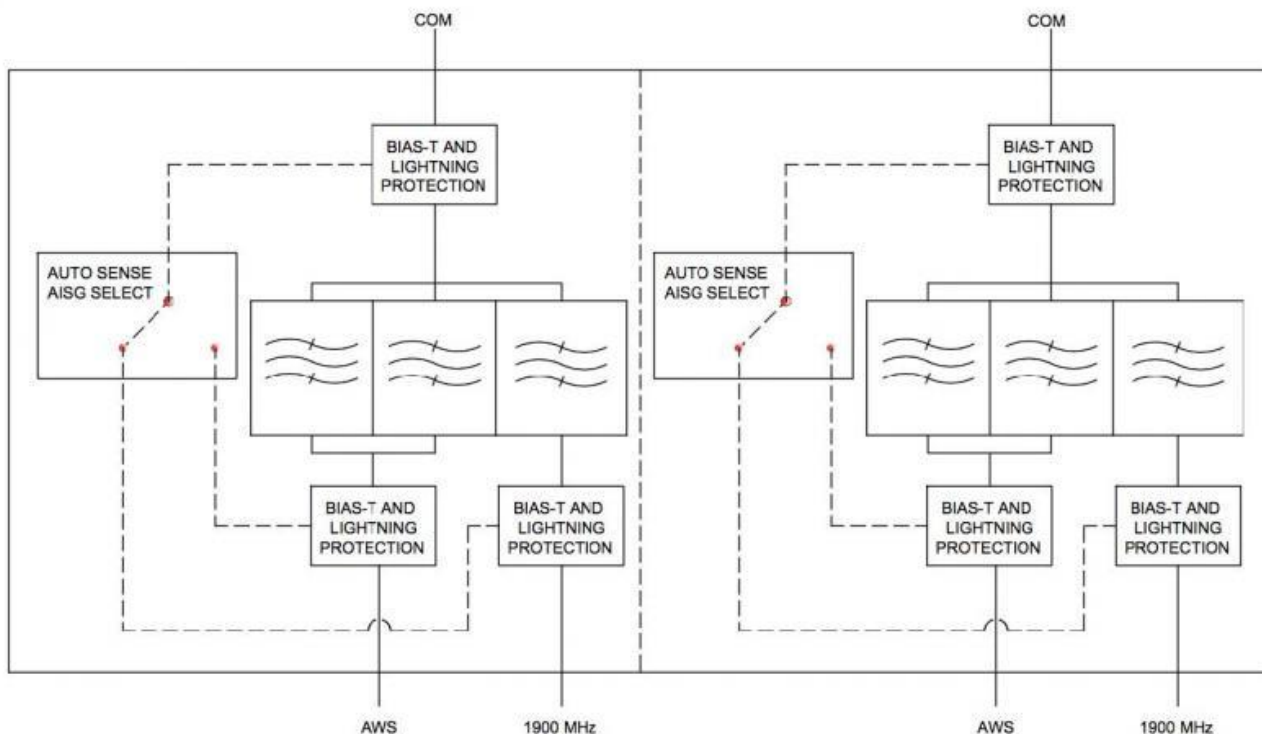 COM
COM
BIAS-T AND
LIGHTNING
PROTECTION
BIAS-T AND
LIGHTNING
PROTECTION
AUTO SENSE
AISG SELECT
AUTO SENSE
AISG SELECT
BIAS-T AND
LIGHTNING
PROTECTION
BIAS-T AND
LIGHTNING
PROTECTION
BIAS-T AND
LIGHTNING
PROTECTION
BIAS-T AND
LIGHTNING
PROTECTION
AWS
1900 MHz
AWS
1900 MHz